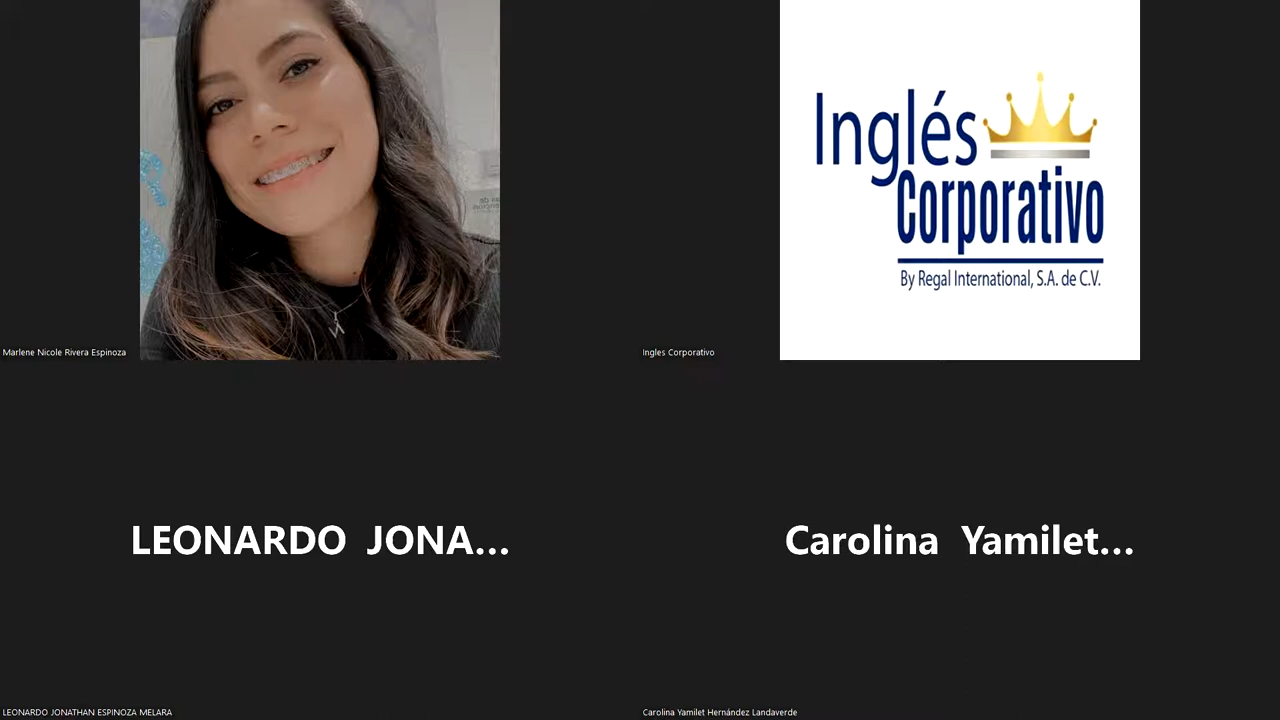 Inglés
Corporativo
By Regal International, S.A. de C.V.
Marlene Nicole Rivera Espinoza
Ingles Corporativo
LEONARDO JONA...
Carolina Yamilet...
LEONARDO JONATHAN ESPINOZA MELARA
Carolina Yamilet Hernández Landaverde